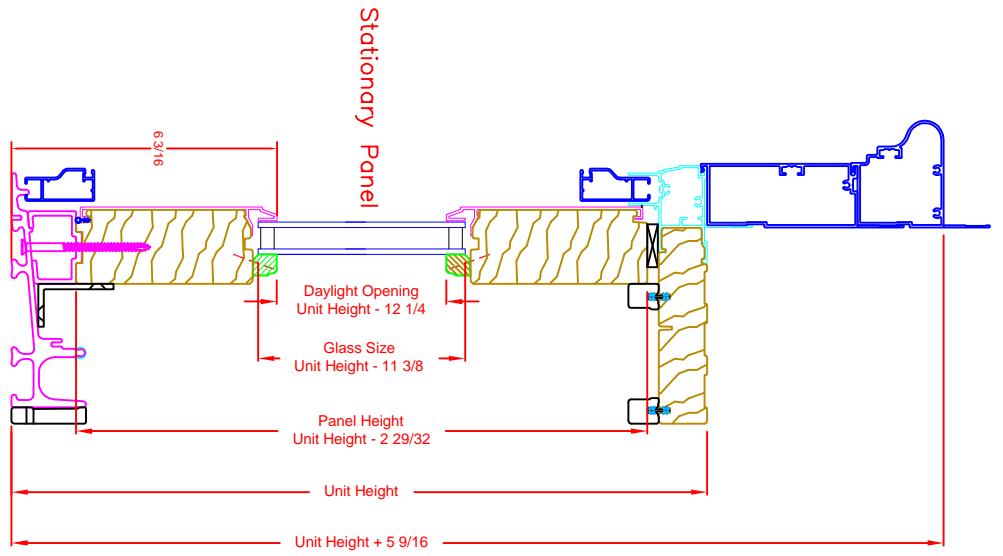 Stationary Panel
6 3/16
Daylight Opening
Unit Height - 12 1/4
Glass Size
Unit Height - 11 3/8
Panel Height
Unit Height - 2 29/32
Unit Height
Unit Height + 5 9/16